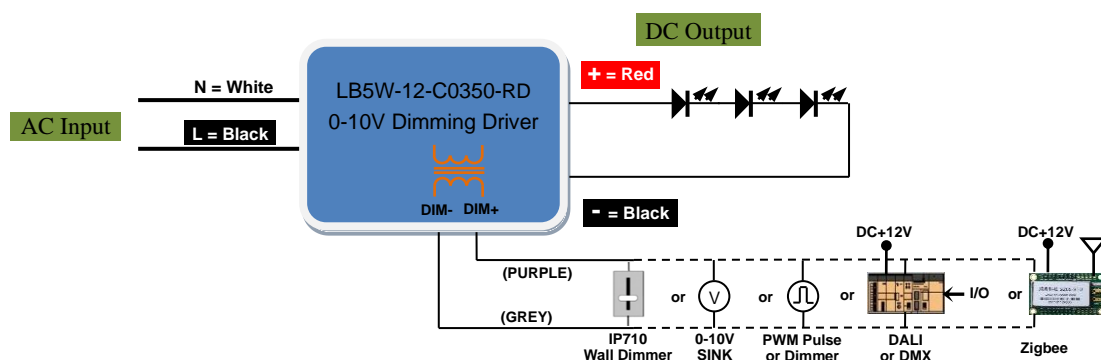 DC Output
+ = Red
N = White
LB5W-12-C0350-RD
AC Input
0-10V Dimming Driver
L = Black
DIM- DIM+
- = Black
DC+12V
DC+12V
(PURPLE)
or
V
or
or
I/O
or
(GREY)
IP710
Wall Dimmer
0-10V
SINK
PWM Pulse
or Dimmer
DALI
or DMX
Zigbee